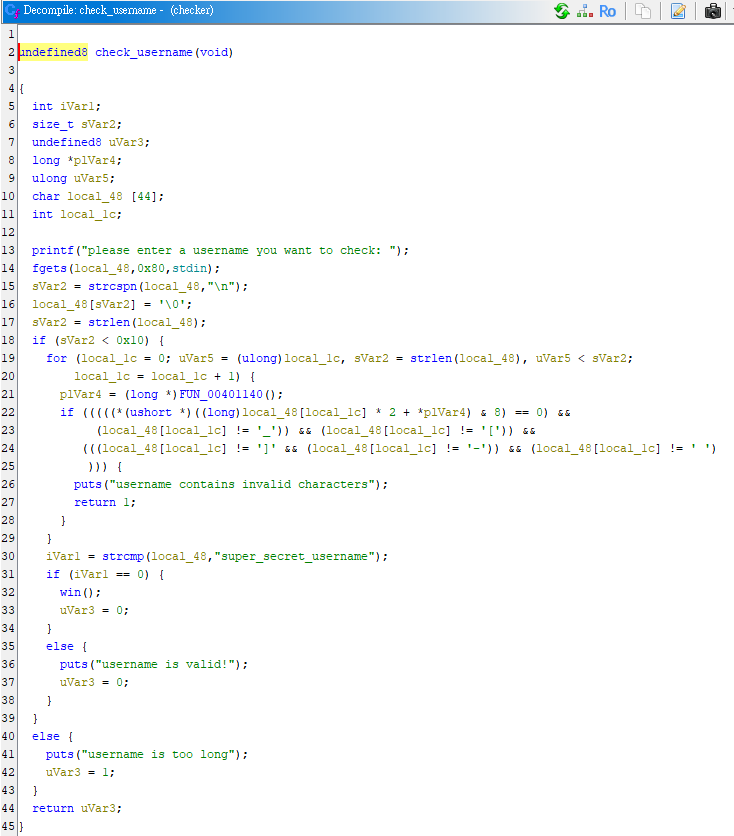 Decompile: check_username - (checker)
Ro
1
2 undefined8 check_username(void)
3
4 {
5 int iVar1;
6 size_t sVar2;
7 undefined8 uVar3;
8 long *plVar4;
9 ulong uVar5;
10 char local_48 [44];
11 int local_1c;
12
13 printf("please enter a username you want to check: ");
14 fgets(local_48,0x80,stdin);
15 sVar2 = strcspn(local_48,"\n");
16 local_48[sVar2] = '\0';
17 sVar2 = strlen(local_48);
18 if (sVar2 < 0x10) {
19 for (local_1c = 0; uVar5 = (ulong)local_1c, sVar2 = strlen(local_48), uVar5 < sVar2;
20 local_1c = local_1c + 1) {
21 plVar4 = (long *)FUN_00401140();
22 if (((((*(ushort *)((long)local_48[local_1c] * 2 + *plVar4) & 8) == 0) &&
23 (local_48[local_1c] != '_')) && (local_48[local_1c] != '[')) &&
24 (((local_48[local_1c] != ']' && (local_48[local_1c] != '-')) && (local_48[local_1c] != ' ')
25 ))) {
26 puts("username contains invalid characters");
27 return 1;
28 }
29 }
30 iVar1 = strcmp(local_48,"super_secret_username");
31 if (iVar1 == 0) {
32 win();
33 uVar3 = 0;
34 }
35 else {
36 puts("username is valid!");
37 uVar3 = 0;
38 }
39 }
40 else {
41 puts("username is too long");
42 uVar3 = 1;
43 }
44 return uVar3;
45 }